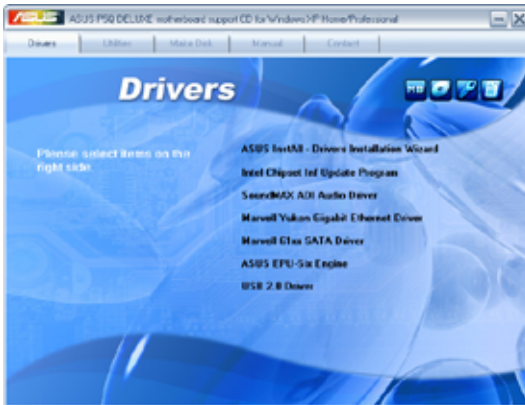 ASUS P5Q DELUXE motherboard support CD for Windows XP Home/Professional
Drivers Utilities Make Disk Manual Contact
Drivers
Please select items on the
right side.
ASUS InstAll - Drivers Installation Wizard
Intel Chipset Inf Update Program
SoundMAX ADI Audio Driver
Marvell Yukon Gigabit Ethernet Driver
Marvell 61xx SATA Driver
ASUS EPU-Six Engine
USB 2.0 Driver